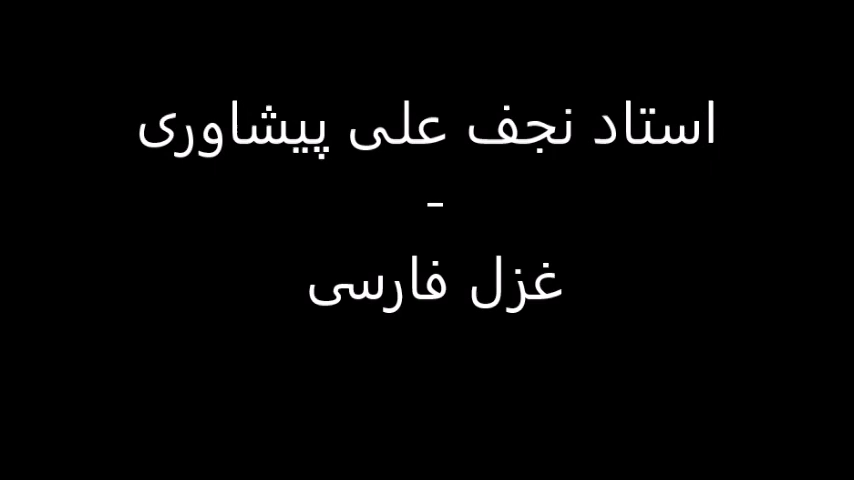 استاد نجف علی پیشاوری
-
غزل فارسی